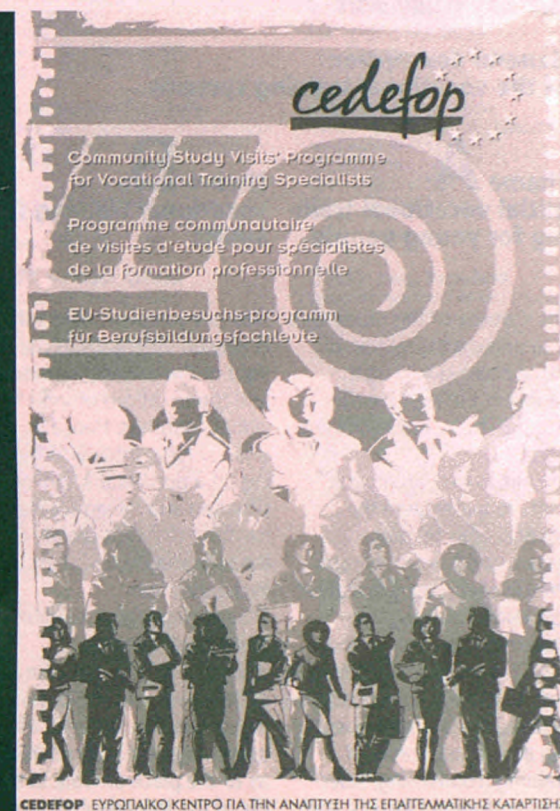 cedefop
Community Study Visits' Programme
for Vocational Training Specialists
Programme communautaire
de visites d'étude pour spécialistes
de la formation professionnelle
EU-Studienbesuchs-programm
für Berufsbildungsfachleute
CEDEFOP ΕΥΡΩΠΑΙΚΟ ΚΕΝΤΡΟ ΓΙΑ ΤΗΝ ΑΝΑΠΤΥΞΗ ΤΗΣ ΕΠΑΓΓΕΛΜΑΤΙΚΗΣ ΚΑΤΑΡΤΙΣΗΣ